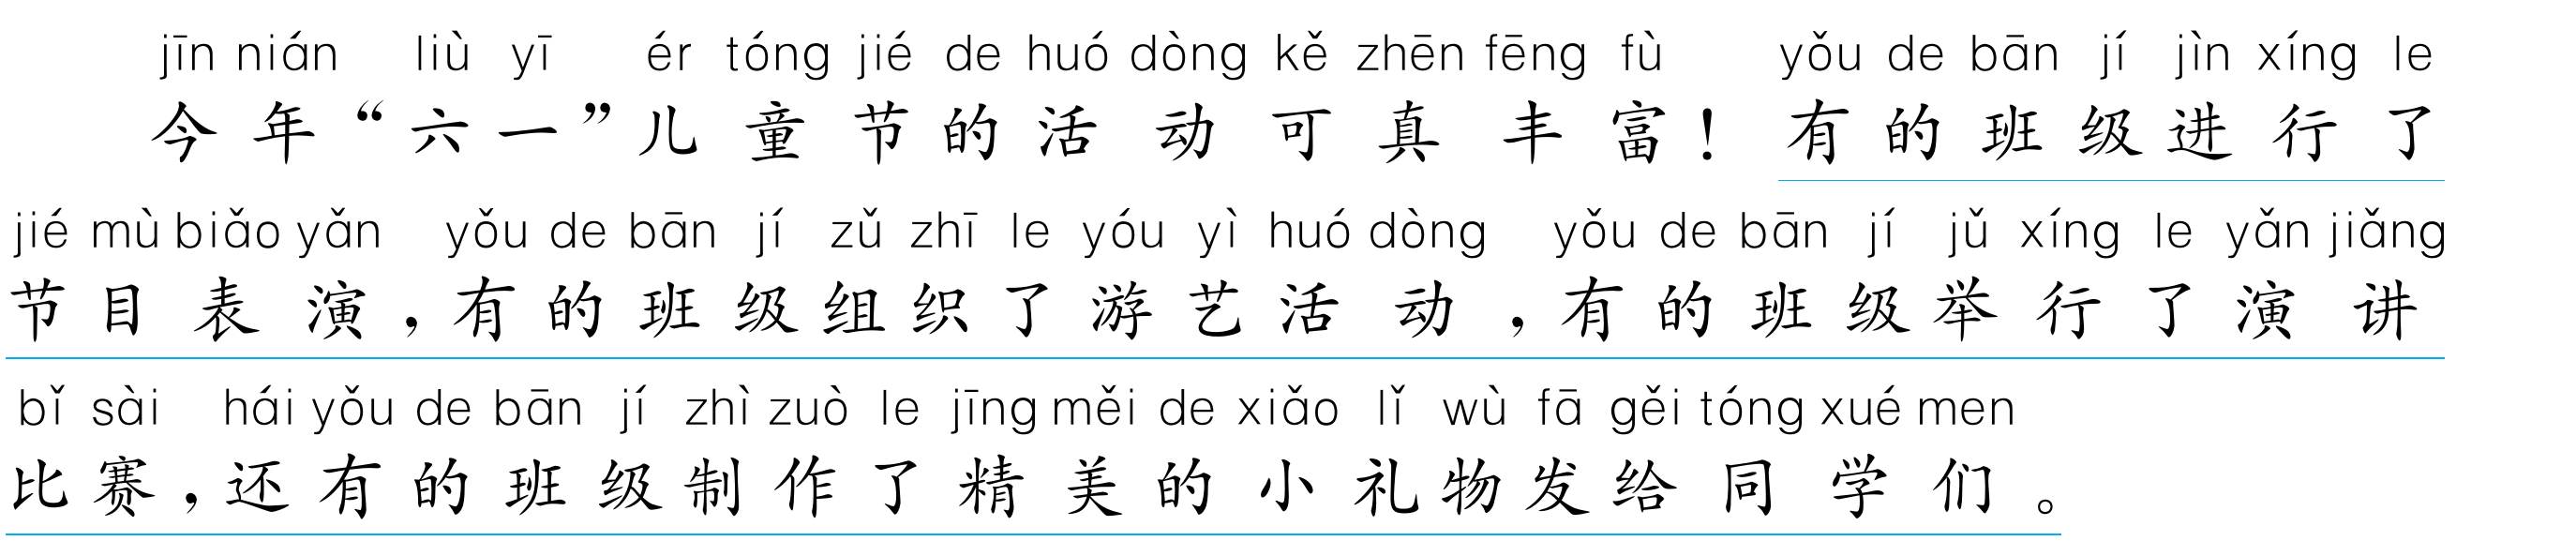 jīn nián liù yī ér tóng jié de huó dòng kě zhēn fēng fù yǒu de bān jí jìn xíng le
今年“六一”儿童节的活动可真丰富！有的班级进行了
jié mù biǎo yǎn yǒu de bān jí zǔ zhī le yóu yì huó dòng yǒu de bān jí jǔ xíng le yǎn jiǎng
节目表演，有的班级组织了游艺活动，有的班级举行了演讲
bǐ sài hái yǒu de bān jí zhì zuò le jīng měi de xiǎo lǐ wù fā gěi tóng xué men
比赛，还有的班级制作了精美的小礼物发给同学们。